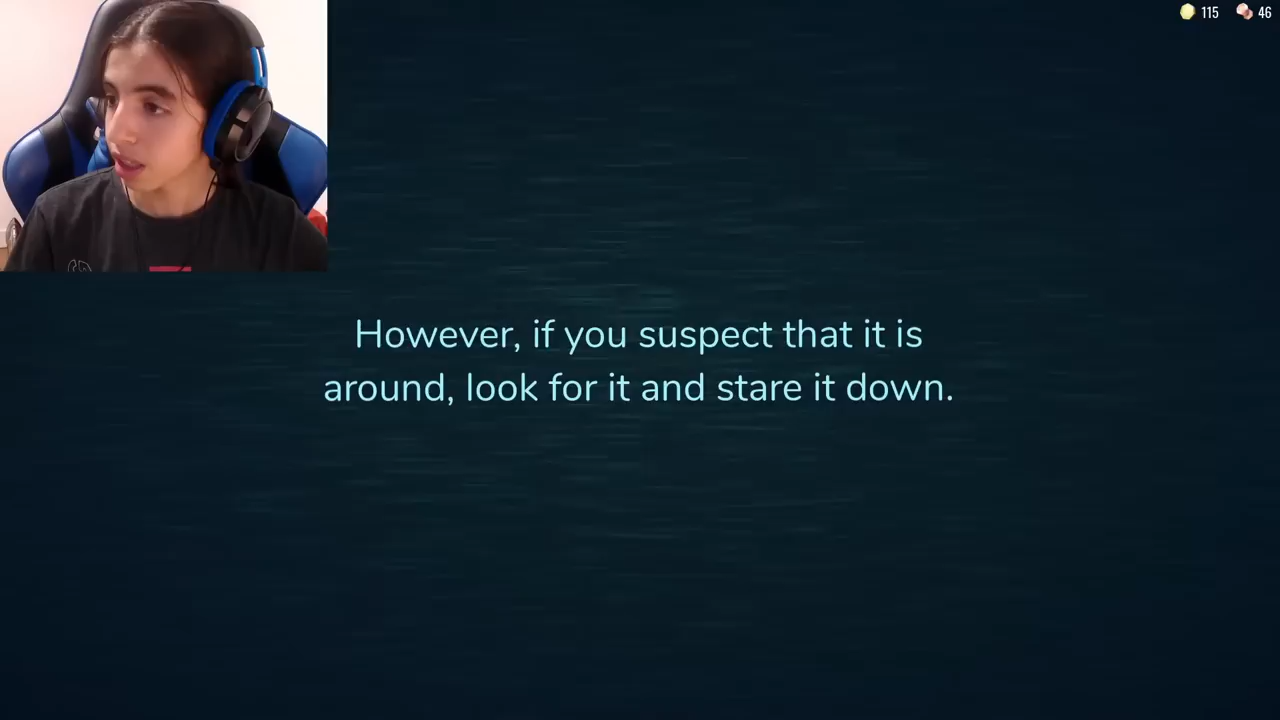 115 46
However, if you suspect that it is
around, look for it and stare it down.